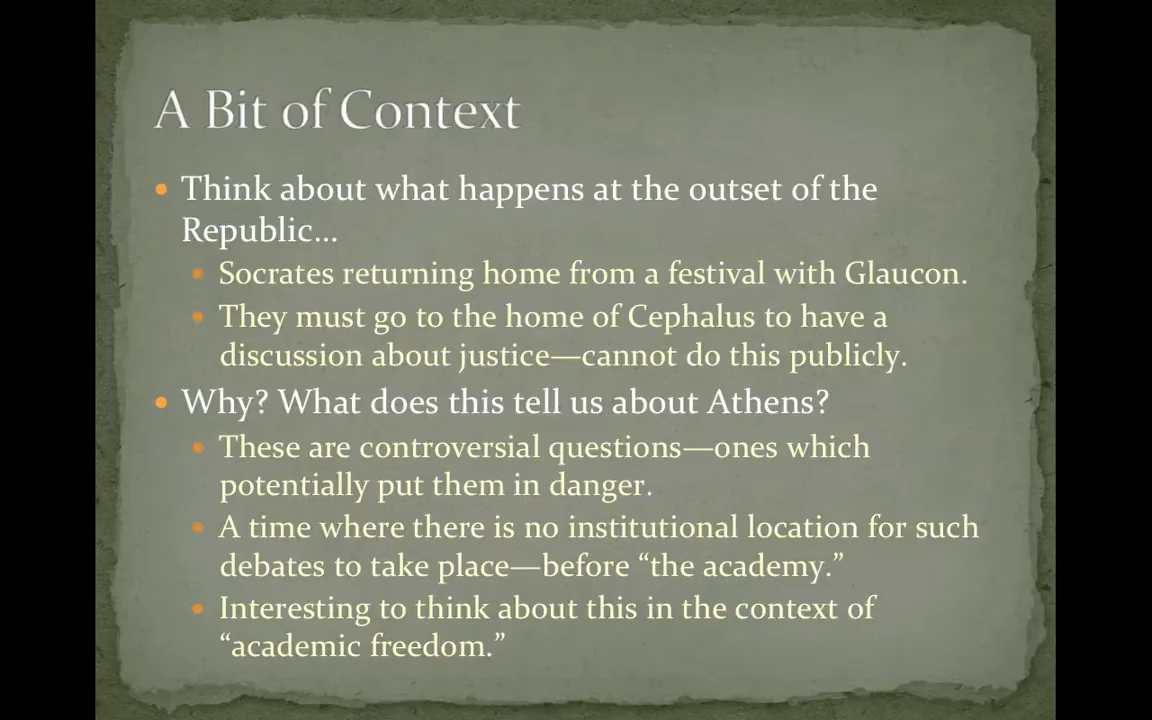 A Bit of Context
Think about what happens at the outset of the
Republic…
Socrates returning home from a festival with Glaucon.
They must go to the home of Cephalus to have a
discussion about justice—cannot do this publicly.
Why? What does this tell us about Athens?
These are controversial questions—ones which
potentially put them in danger.
A time where there is no institutional location for such
debates to take place—before “the academy.”
Interesting to think about this in the context of
“academic freedom.”